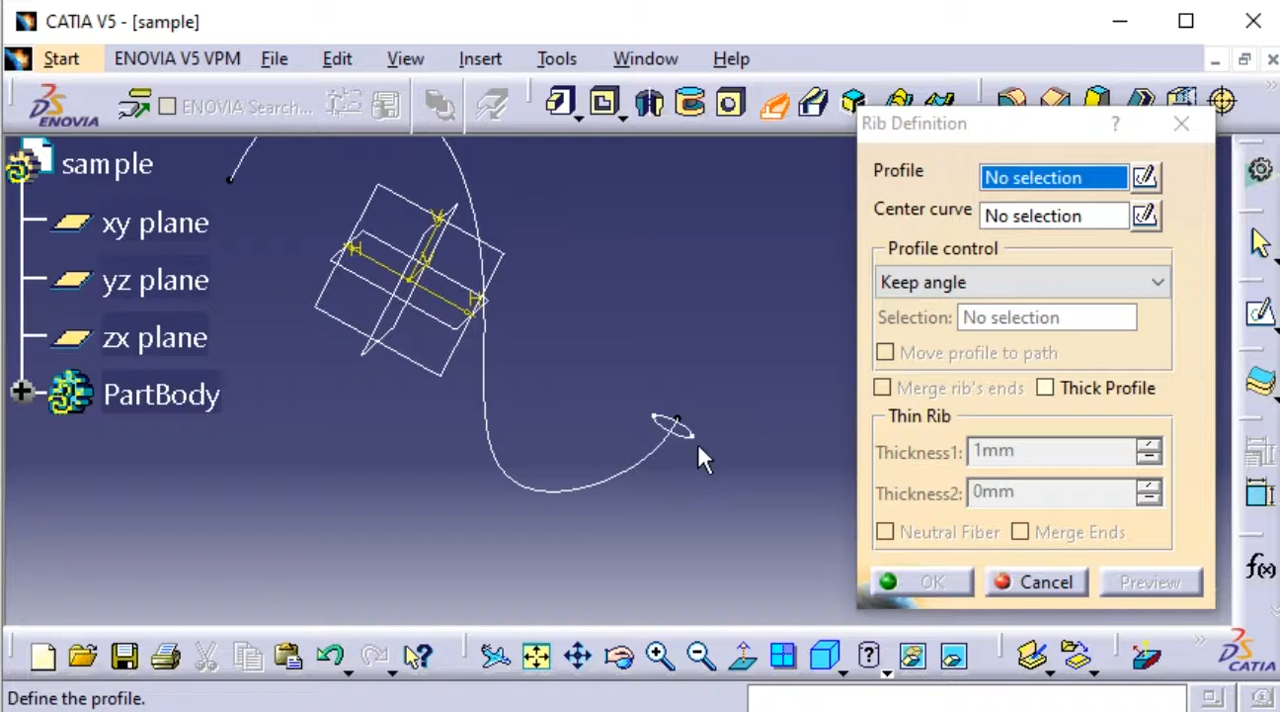 CATIA V5 - [sample]
Start ENOVIA V5 VPM File Edit View Insert Tools Window Help
ENOVIA
ENOVIA Search...
Rib Definition ?
sample
xy plane
yz plane
zx plane
PartBody
V
H
H
Profile No selection
Center curve No selection
Profile control
Keep angle
Selection: No selection
Move profile to path
Merge rib's ends Thick Profile
Thin Rib
Thickness1: 1mm
Thickness2: 0mm
Neutral Fiber Merge Ends
OK Cancel Preview
f(x)
CATIA
Define the profile.